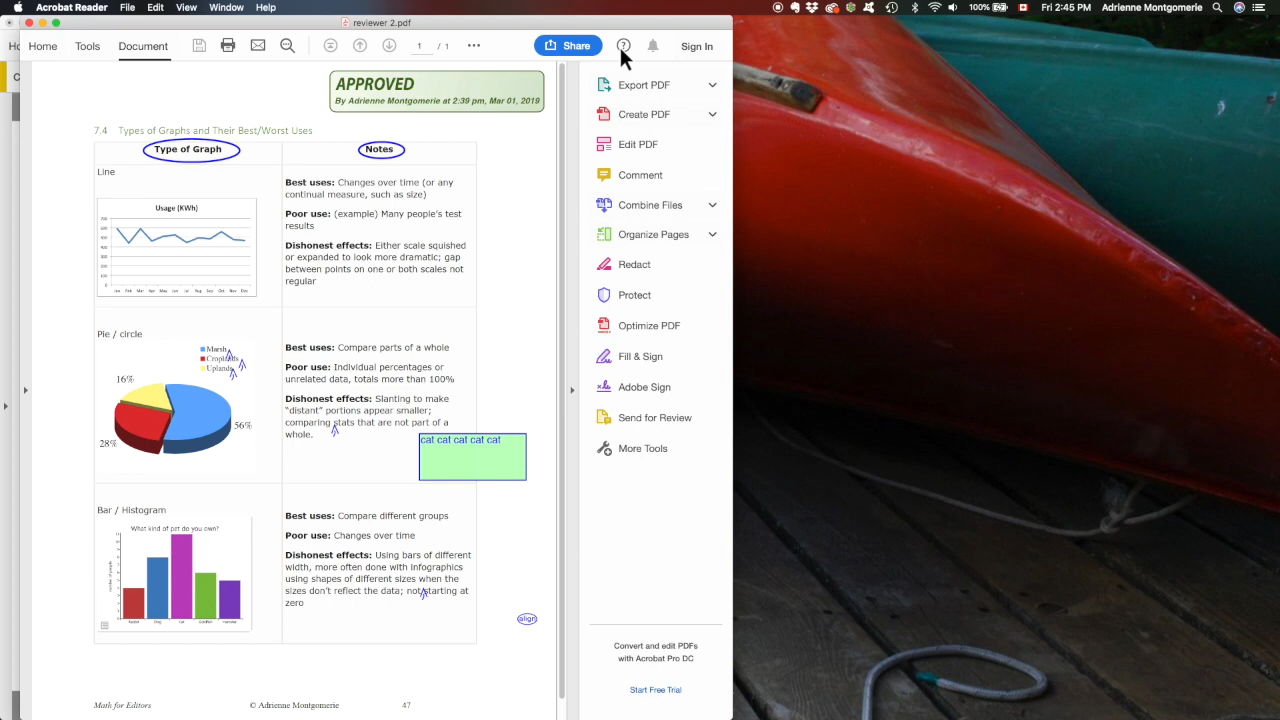 Acrobat Reader File Edit View Window Help
100% Fri 2:45 PM Adrienne Montgomerie
reviewer 2.pdf
Home Tools Document 1 / 1 Share Sign In
APPROVED
By Adrienne Montgomerie at 2:39 pm, Mar 01, 2019
7.4 Types of Graphs and Their Best/Worst Uses
Type of Graph
Notes
Line
Usage (KWh)
Best uses: Changes over time (or any
continual measure, such as size)
Poor use: (example) Many people's test
results
Dishonest effects: Either scale squished
or expanded to look more dramatic; gap
between points on one or both scales not
regular
Pie / circle
Marsh
Croplands
Uplands
16%
56%
28%
Best uses: Compare parts of a whole
Poor use: Individual percentages or
unrelated data, totals more than 100%
Dishonest effects: Slanting to make
"distant" portions appear smaller;
comparing stats that are not part of a
whole.
cat cat cat cat cat
Bar / Histogram
What kind of pet do you own?
number of people
Best uses: Compare different groups
Poor use: Changes over time
Dishonest effects: Using bars of different
width, more often done with infographics
using shapes of different sizes when the
sizes don't reflect the data; not starting at
zero
align
Math for Editors © Adrienne Montgomerie 47
Export PDF
Create PDF
Edit PDF
Comment
Combine Files
Organize Pages
Redact
Protect
Optimize PDF
Fill & Sign
Adobe Sign
Send for Review
More Tools
Convert and edit PDFs
with Acrobat Pro DC
Start Free Trial